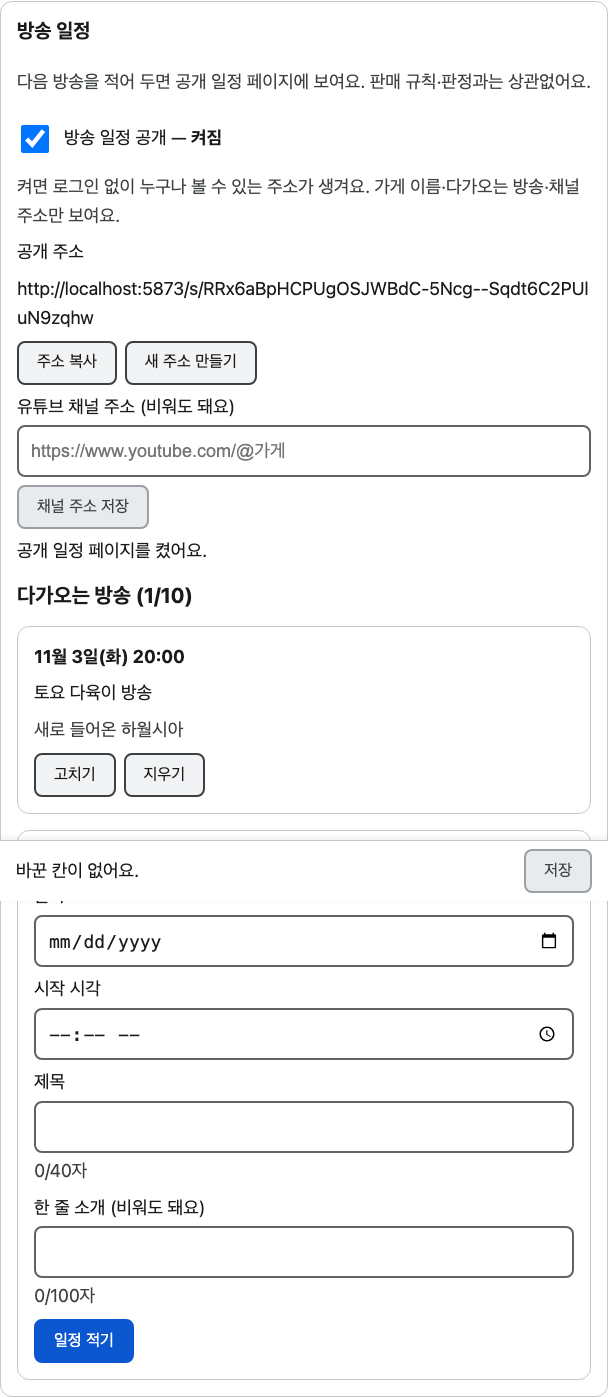 방송 일정
다음 방송을 적어 두면 공개 일정 페이지에 보여요. 판매 규칙·판정과는 상관없어요.
방송 일정 공개 — 켜짐
켜면 로그인 없이 누구나 볼 수 있는 주소가 생겨요. 가게 이름·다가오는 방송·채널
주소만 보여요.
공개 주소
http://localhost:5873/s/RRx6aBpHCPUgOSJWBdC-5Ncg--Sqdt6C2PUl
uN9zqhw
주소 복사
새 주소 만들기
유튜브 채널 주소 (비워도 돼요)
https://www.youtube.com/@가게
채널 주소 저장
공개 일정 페이지를 켰어요.
다가오는 방송 (1/10)
11월 3일(화) 20:00
토요 다육이 방송
새로 들어온 하월시아
고치기
지우기
바꾼 칸이 없어요.
저장
mm/dd/yyyy
시작 시각
--:-- --
제목
0/40자
한 줄 소개 (비워도 돼요)
0/100자
일정 적기